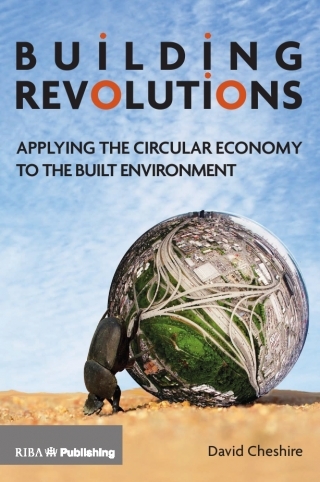 BUiLDiNG
REVOLUTiONS
APPLYING THE CIRCULAR ECONOMY
TO THE BUILT ENVIRONMENT
RIBA Publishing
David Cheshire